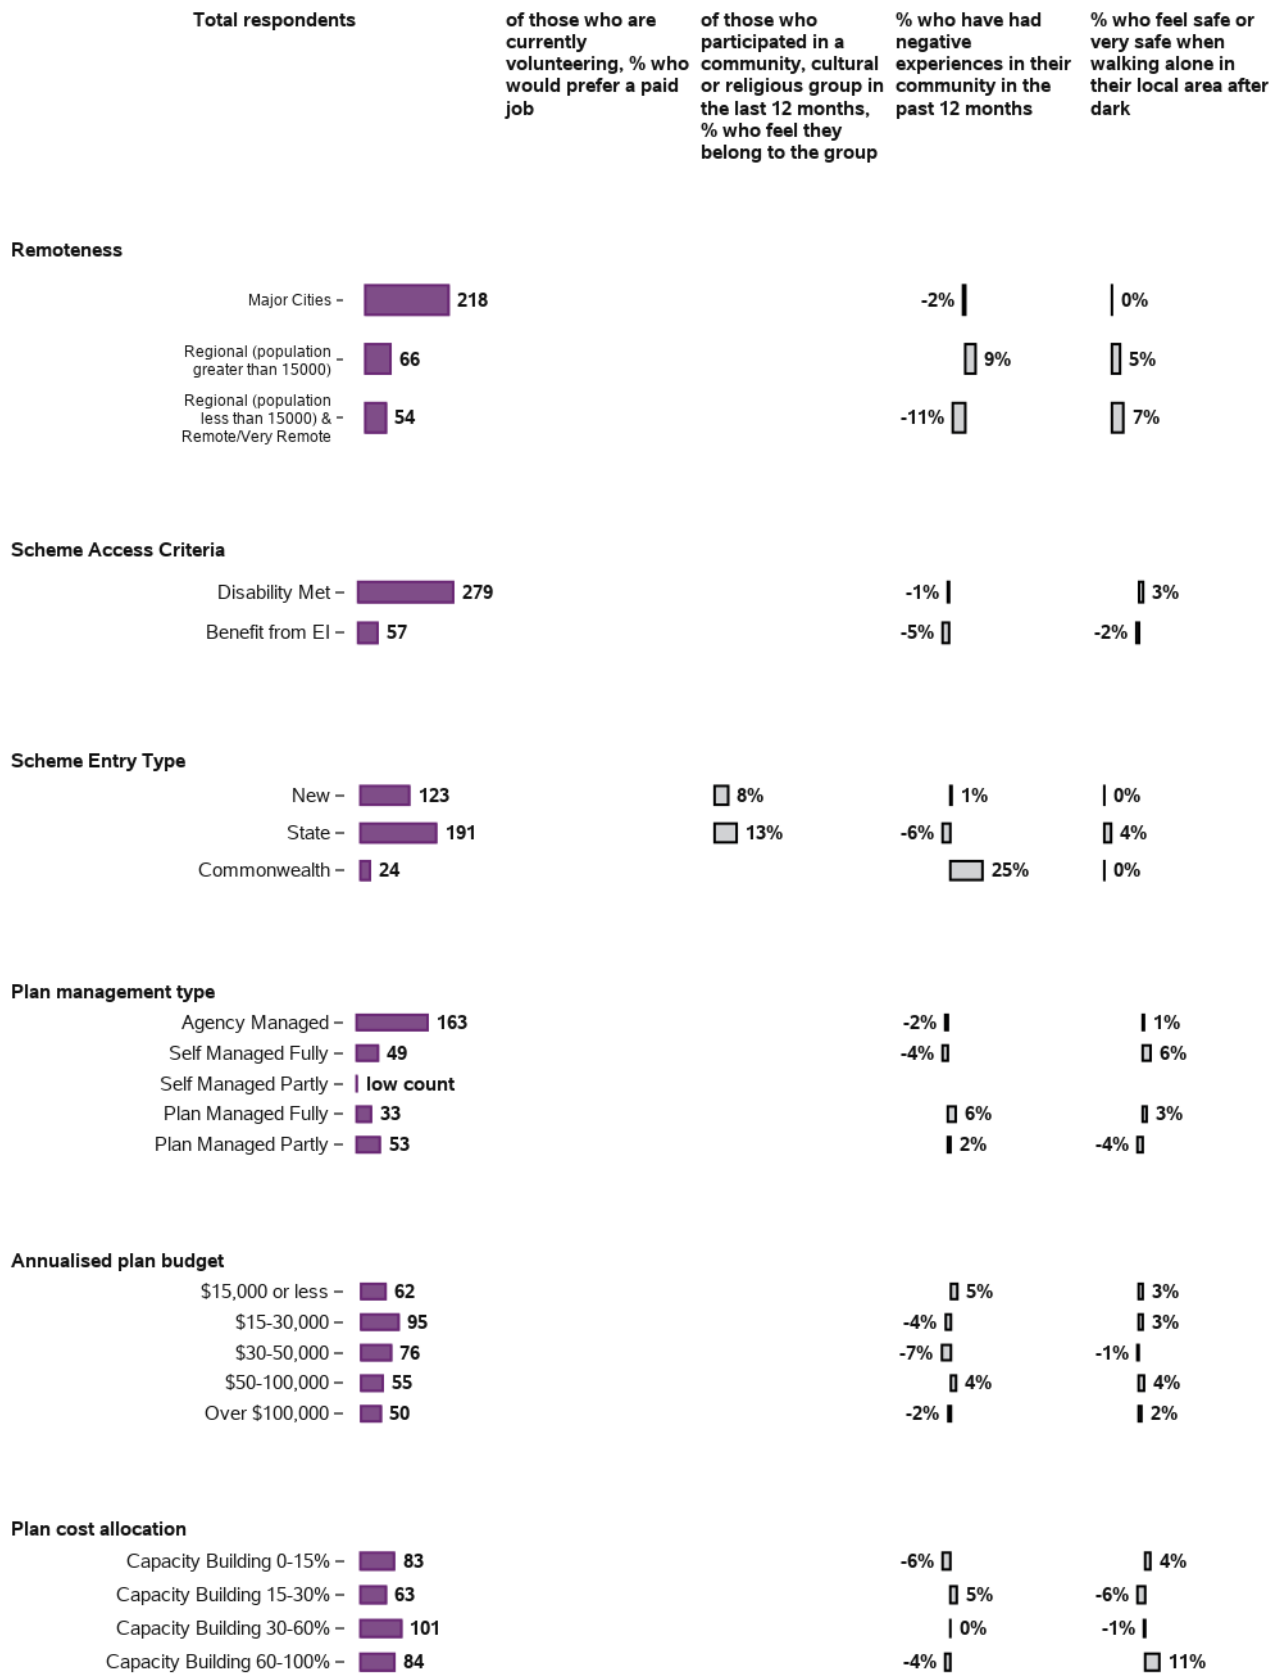 Total respondents
of those who are
currently
volunteering, % who
would prefer a paid
job
of those who
participated in a
community, cultural
or religious group in
the last 12 months,
% who feel they
belong to the group
% who have had
negative
experiences in their
community in the
past 12 months
% who feel safe or
very safe when
walking alone in
their local area after
dark
Remoteness
Major Cities 218 -2% 0%
Regional (population
greater than 15000) 66 9% 5%
Regional (population
less than 15000) &
Remote/Very Remote 54 -11% 7%
Scheme Access Criteria
Disability Met 279 -1% 3%
Benefit from EI 57 -5% -2%
Scheme Entry Type
New 123 8% 1% 0%
State 191 13% -6% 4%
Commonwealth 24 25% 0%
Plan management type
Agency Managed 163 -2% 1%
Self Managed Fully 49 -4% 6%
Self Managed Partly low count
Plan Managed Fully 33 6% 3%
Plan Managed Partly 53 2% -4%
Annualised plan budget
$15,000 or less 62 5% 3%
$15-30,000 95 -4% 3%
$30-50,000 76 -7% -1%
$50-100,000 55 4% 4%
Over $100,000 50 -2% 2%
Plan cost allocation
Capacity Building 0-15% 83 -6% 4%
Capacity Building 15-30% 63 5% -6%
Capacity Building 30-60% 101 0% -1%
Capacity Building 60-100% 84 -4% 11%